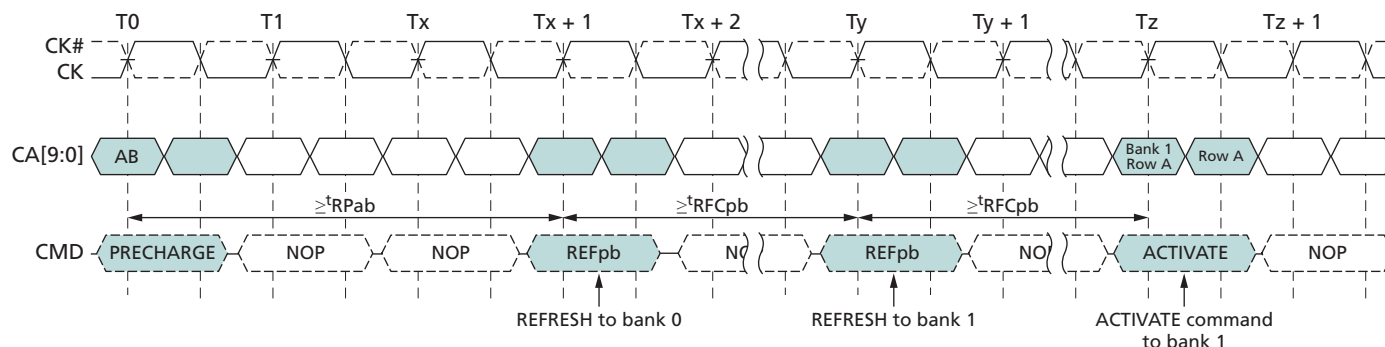 T0 T1 Tx Tx + 1 Tx + 2 Ty Ty + 1 Tz Tz + 1
CK#
CK
CA[9:0] AB Bank 1 Row A Row A
≥tRPab ≥tRFCpb ≥tRFCpb
CMD PRECHARGE NOP NOP REFpb NO REFpb NO ACTIVATE NOP
REFRESH to bank 0 REFRESH to bank 1 ACTIVATE command
to bank 1